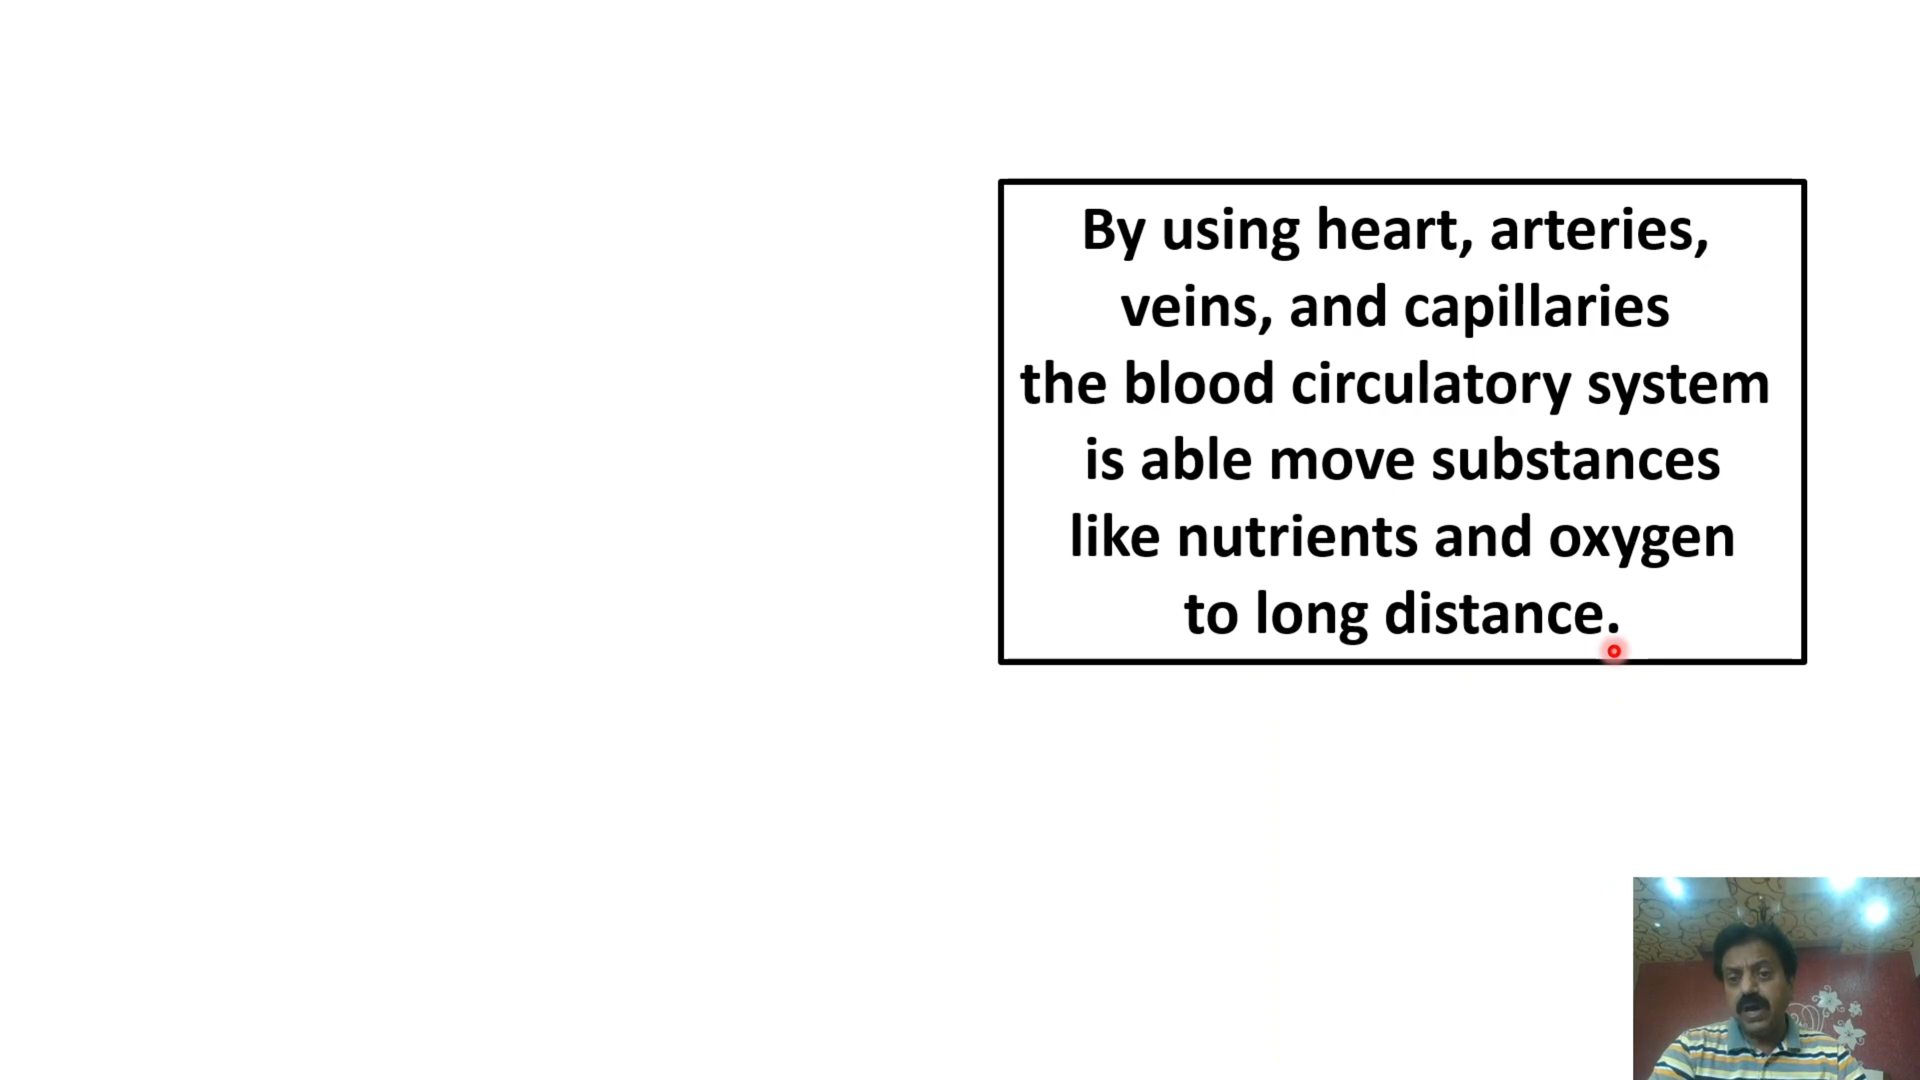 By using heart, arteries,
veins, and capillaries
the blood circulatory system
is able move substances
like nutrients and oxygen
to long distance.